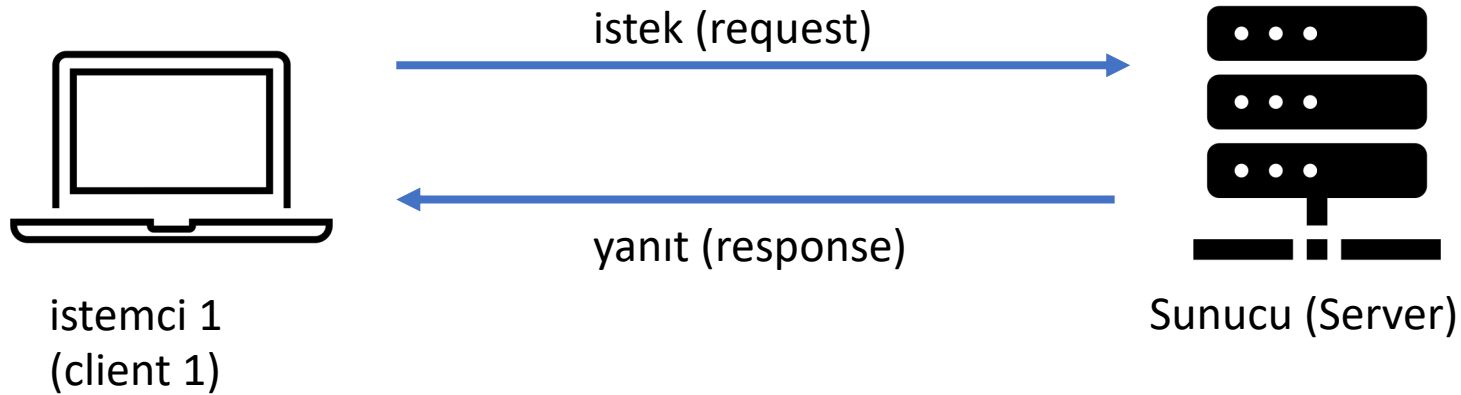 istek (request)
yanıt (response)
istemci 1
(client 1)
Sunucu (Server)